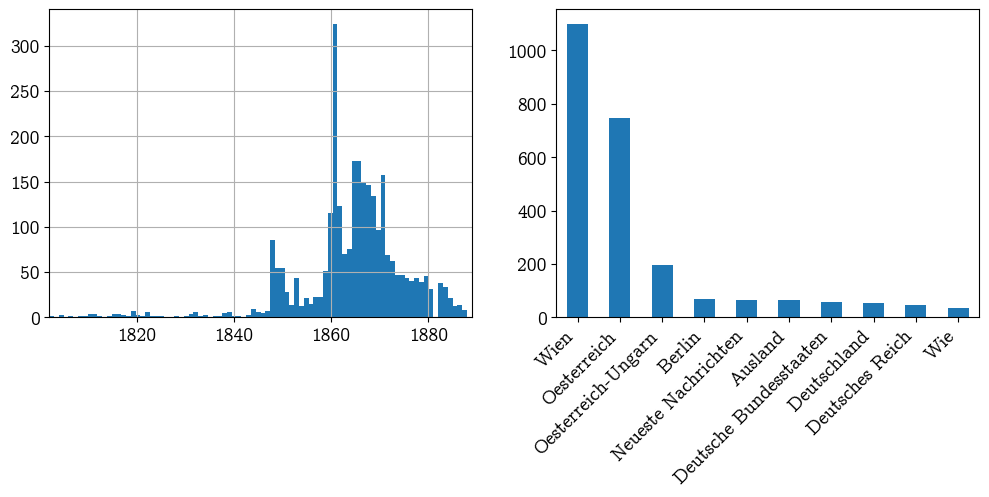 300
250
200
150
100
50
0
1820 1840 1860 1880
1000
800
600
400
200
0
Wien
Oesterreich
Oesterreich-Ungarn
Berlin
Neueste Nachrichten
Ausland
Deutsche Bundesstaaten
Deutschland
Deutsches Reich
Wie